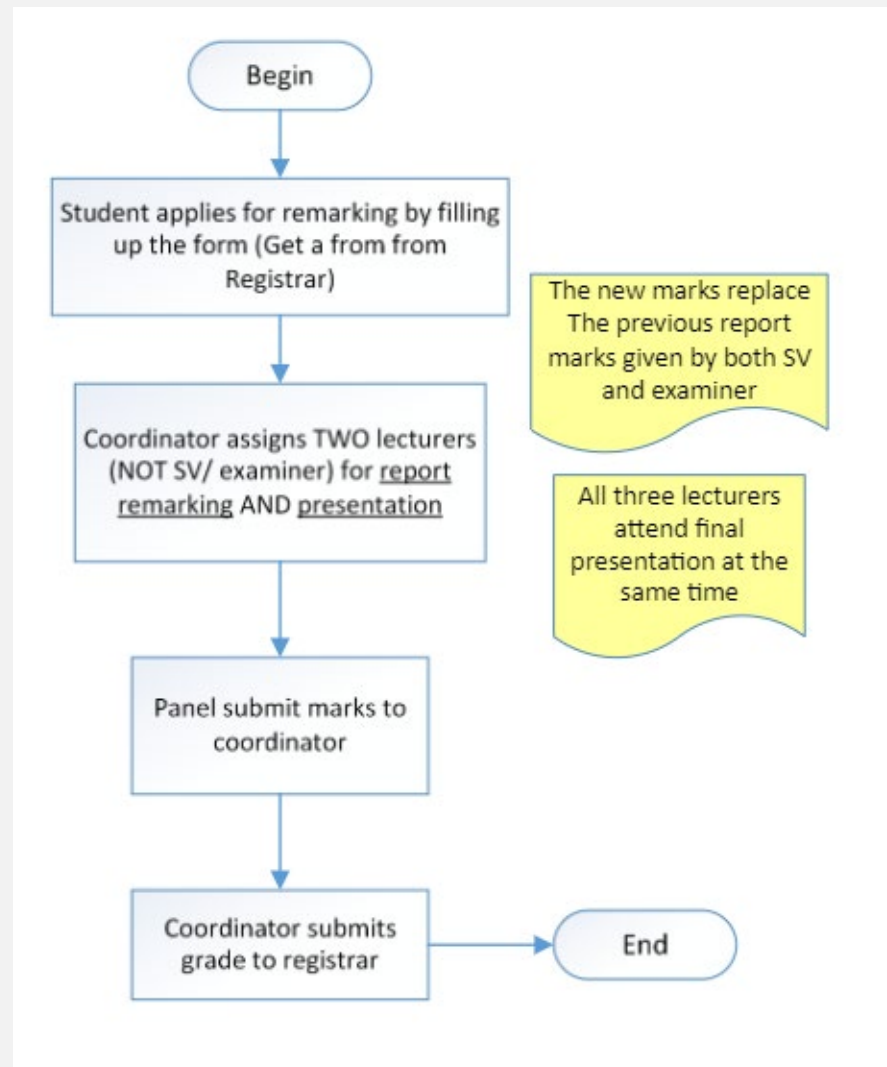 Begin
Student applies for remarking by filling
up the form (Get a from from
Registrar)
The new marks replace
The previous report
marks given by both SV
and examiner
Coordinator assigns TWO lecturers
(NOT SV/ examiner) for report
remarking AND presentation
All three lecturers
attend final
presentation at the
same time
Panel submit marks to
coordinator
Coordinator submits
grade to registrar
End